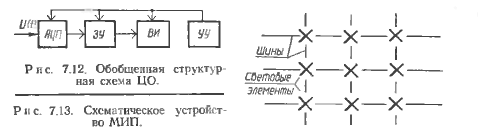 U(t)
АЦП ЗУ ВИ УУ
Рис. 7.12. Обобщенная структур-
ная схема ЦО.
Рис. 7.13. Схематическое устройст-
во МИП.
Шины
Световые
элементы